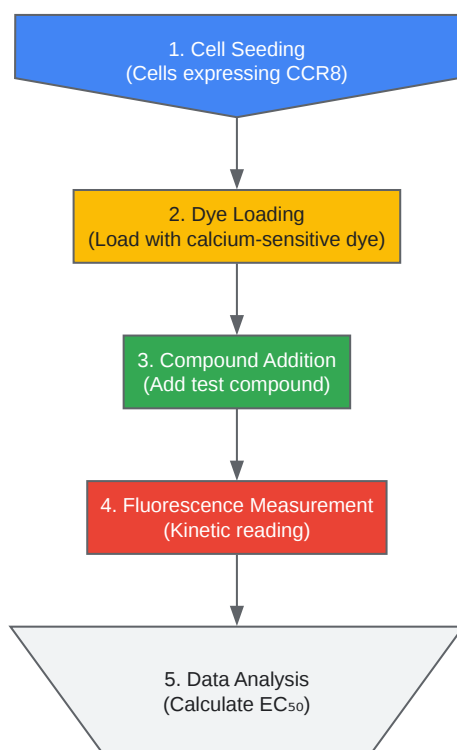 1. Cell Seeding
(Cells expressing CCR8)
2. Dye Loading
(Load with calcium-sensitive dye)
3. Compound Addition
(Add test compound)
4. Fluorescence Measurement
(Kinetic reading)
5. Data Analysis
(Calculate EC₅₀)